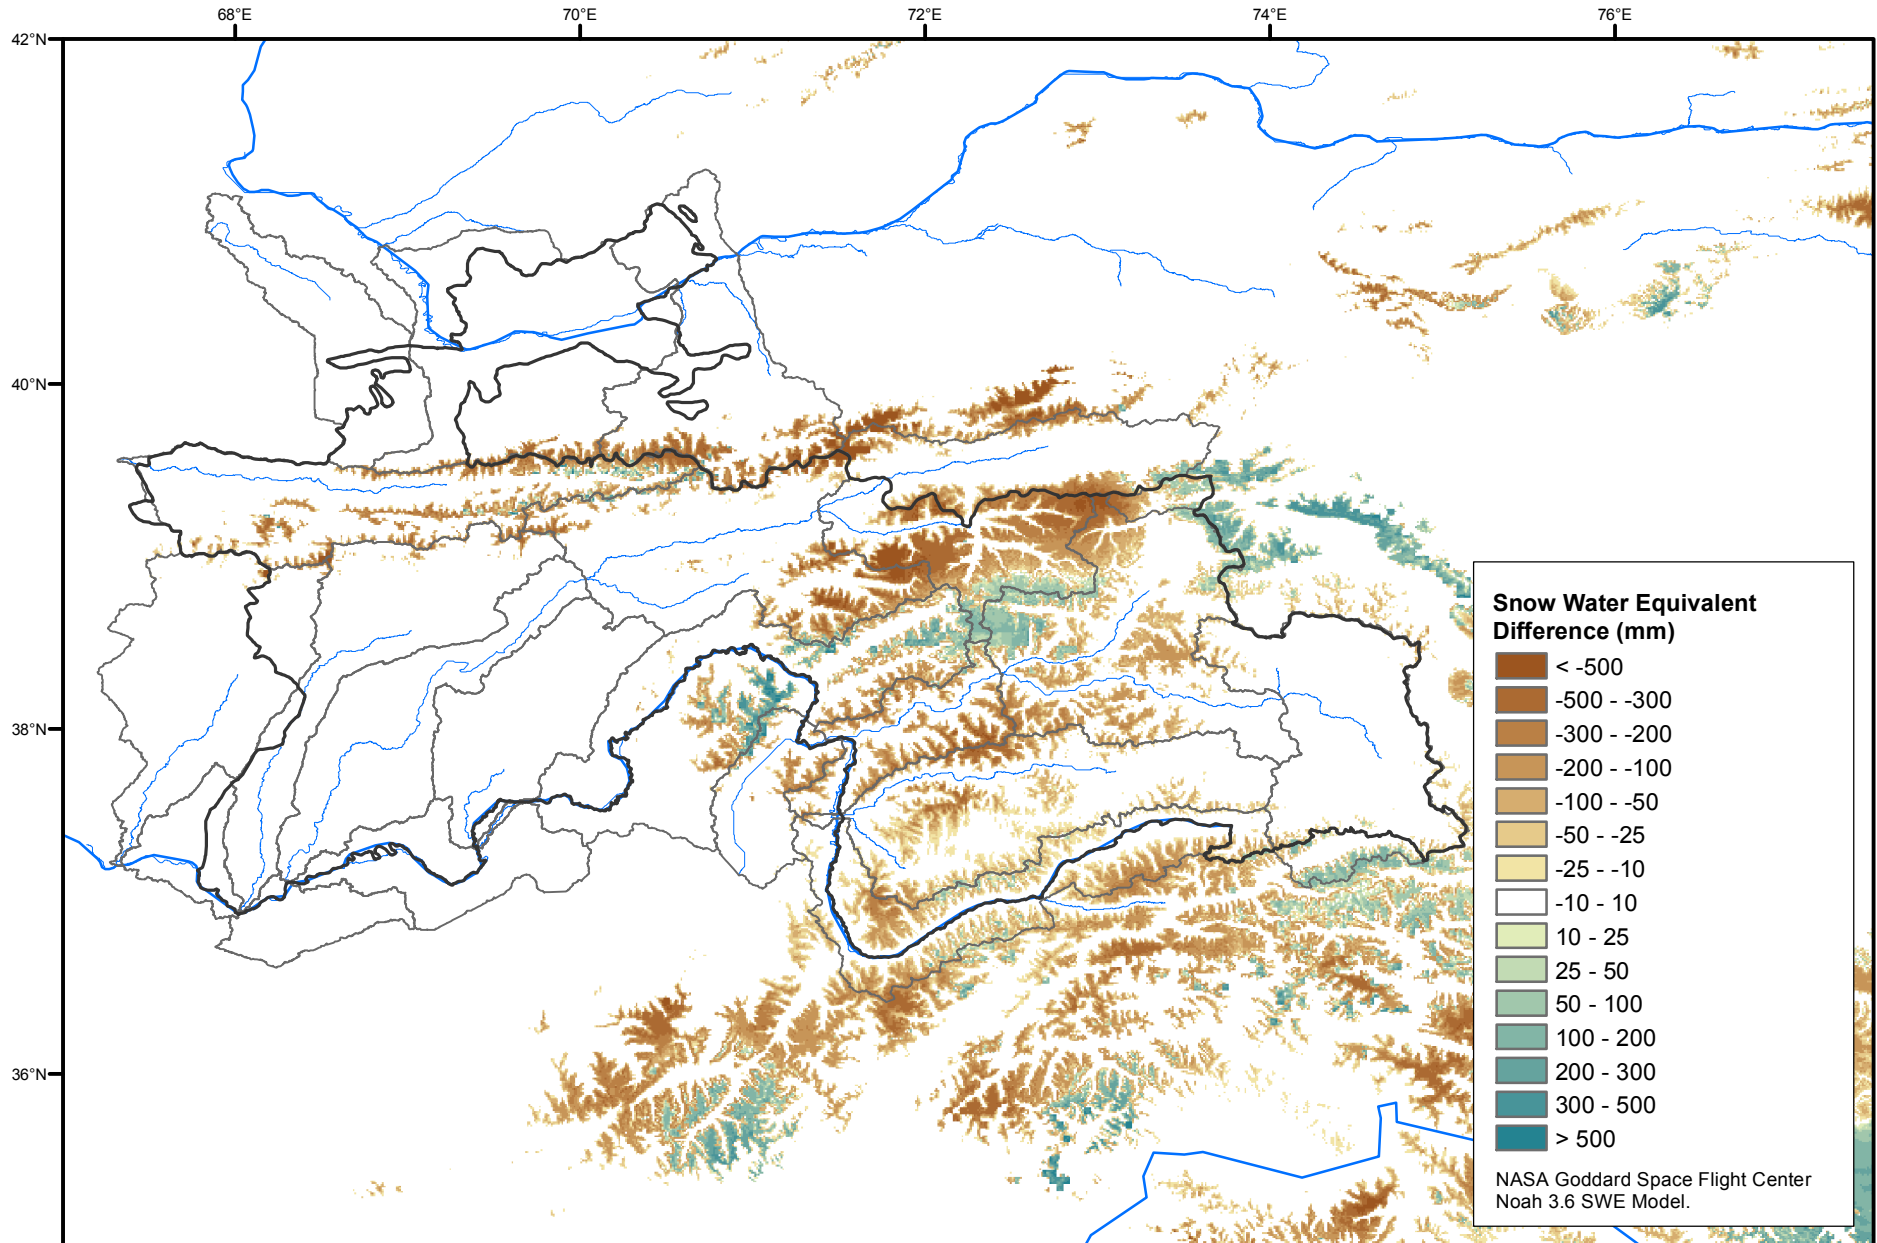 68°E
70°E
72°E
74°E
76°E
42°N
40°N
38°N
36°N
Snow Water Equivalent
Difference (mm)
< -500
-500 - -300
-300 - -200
-200 - -100
-100 - -50
-50 - -25
-25 - -10
-10 - 10
10 - 25
25 - 50
50 - 100
100 - 200
200 - 300
300 - 500
> 500
NASA Goddard Space Flight Center
Noah 3.6 SWE Model.